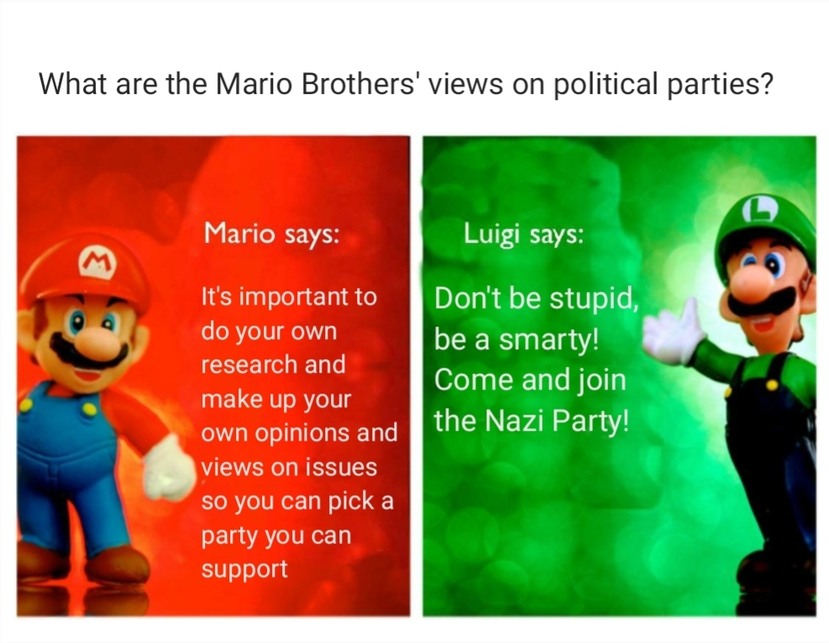 What are the Mario Brothers' views on political parties?
M
Mario says:
It's important to
do your own
research and
make up your
own opinions and
views on issues
so you can pick a
party you can
support
L
Luigi says:
Don't be stupid,
be a smarty!
Come and join
the Nazi Party!